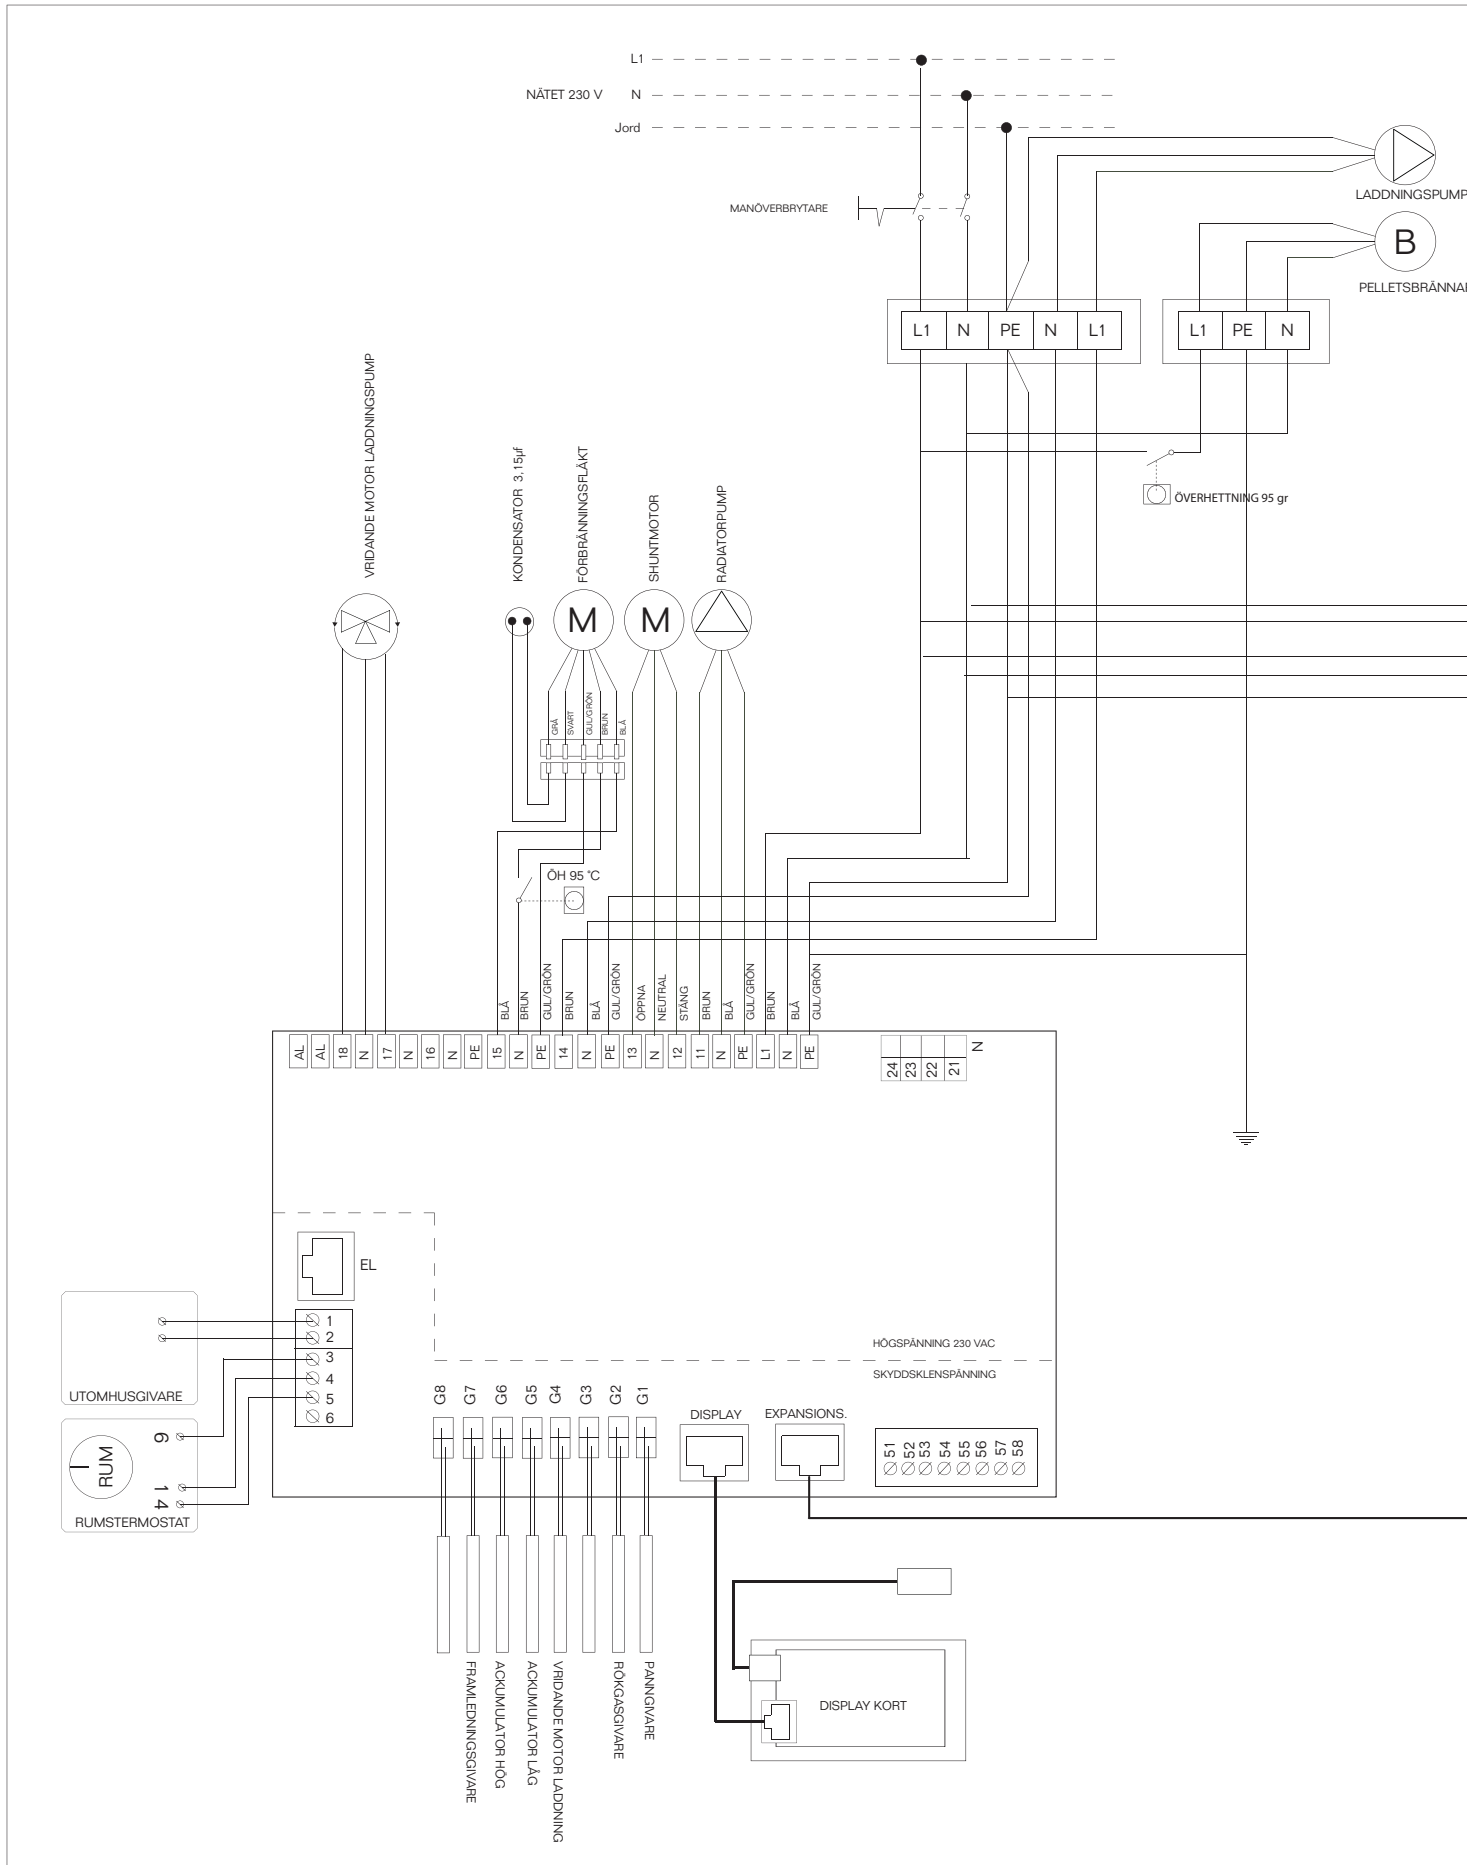 L1
NÄTET 230 V N
Jord
MANÖVERBRYTARE
LADDNINGSPUMP
B
PELLETSBRÄNNA
L1 N PE N L1
L1 PE N
ÖVERHETTNING 95 gr
VRIDANDE MOTOR LADDNINGSPUMP
KONDENSATOR 3,15µf
FÖRBRÄNNINGSFLÄKT
SHUNTMOTOR
RADIATORPUMP
M M
GRÅ
SVART
GUL/GRÖN
BRUN
BLÅ
ÖH 95 °C
BLÅ
BRUN
GUL/GRÖN
BRUN
BLÅ
GUL/GRÖN
ÖPPNA
NEUTRAL
STÄNG
BRUN
BLÅ
GUL/GRÖN
BRUN
BLÅ
GUL/GRÖN
AL AL 18 N 17 N 16 N PE 15 N PE 14 N PE 13 N 12 11 N PE L1 N PE
24 23 22 21 N
EL
1
2
3
4
5
6
UTOMHUSGIVARE
RUM
6
1
4
RUMSTERMOSTAT
HÖGSPÄNNING 230 VAC
SKYDDSKLENSPÄNNING
G8 G7 G6 G5 G4 G3 G2 G1
DISPLAY
EXPANSIONS.
51 52 53 54 55 56 57 58
FRAMLEDNINGSGIVARE
ACKUMULATOR HÖG
ACKUMULATOR LÅG
VRIDANDE MOTOR LADDNING
RÖKGASGIVARE
PANNGIVARE
DISPLAY KORT